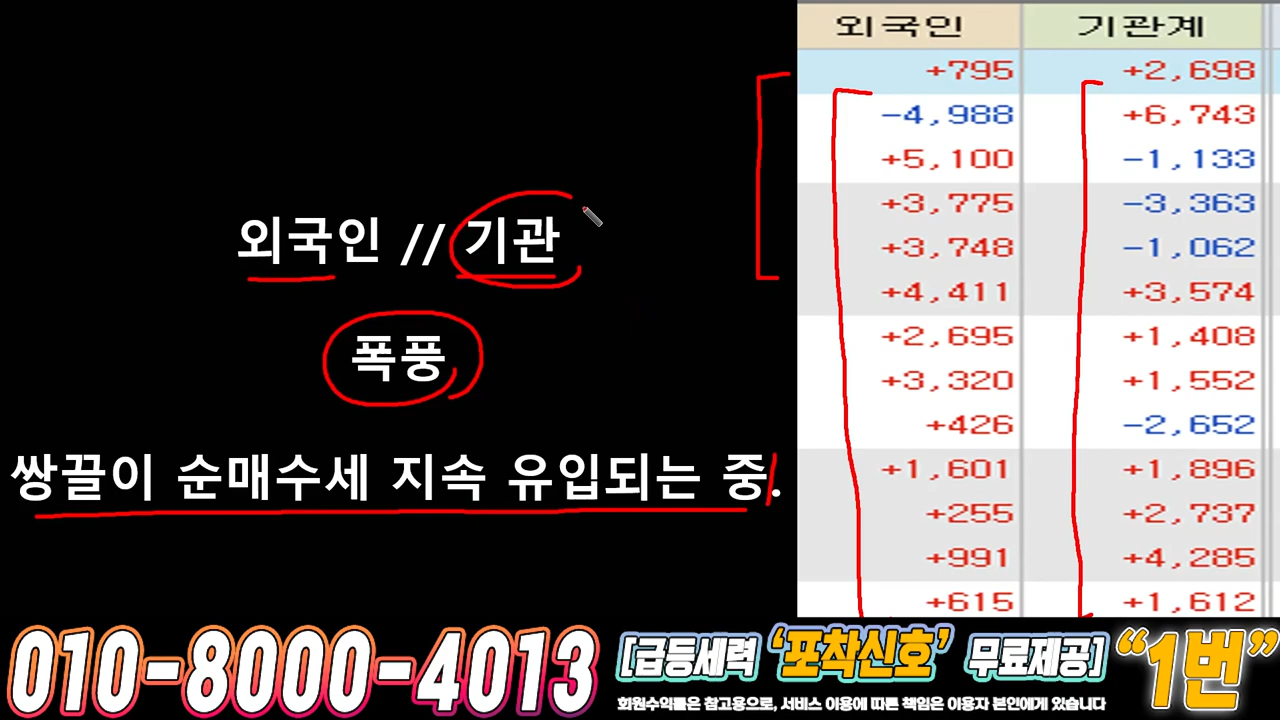 외국인 // 기관
폭풍
쌍끌이 순매수세 지속 유입되는 중.
외국인 기관계
+795 +2,698
-4,988 +6,743
+5,100 -1,133
+3,775 -3,363
+3,748 -1,062
+4,411 +3,574
+2,695 +1,408
+3,320 +1,552
+426 -2,652
+1,601 +1,896
+255 +2,737
+991 +4,285
+615 +1,612
010-8000-4013 [급등세력 '포착신호' 무료제공] "1번"
회원수익률은 참고용으로, 서비스 이용에 따른 책임은 이용자 본인에게 있습니다